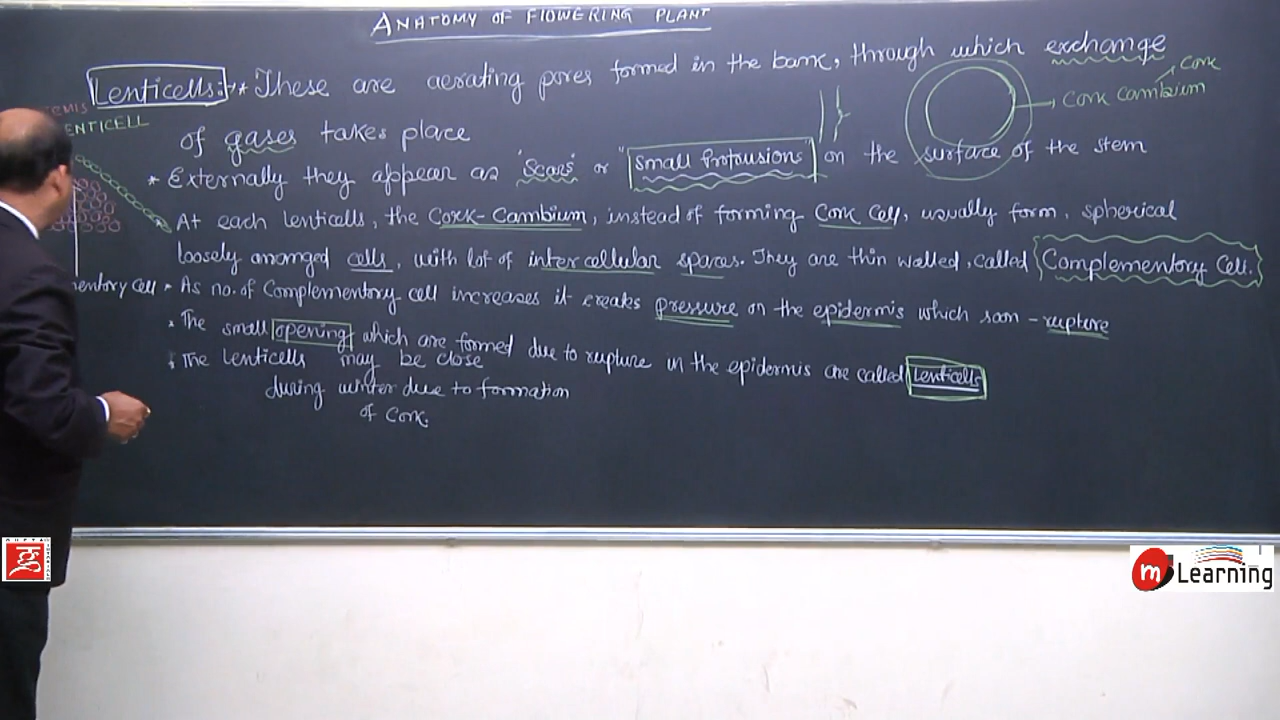 ANATOMY OF FlOWERING PLANT
Lenticells:- * These are aerating pores formed in the bark, through which exchange
of gases takes place
Cork
Cork Cambium
ENTICELL
* Externally they appear as "Scars" or "Small Protrusions" on the surface of the stem
At each lenticells, the Cork-Cambium, instead of forming Cork Cell, usually form, spherical
loosely arranged cells, with lot of intercellular spaces. They are thin walled, called Complementory Cell.
mentory Cell
* As no. of Complementory cell increases it creaks pressure on the epidermis which soon - rupture
* The small opening which are formed due to rupture in the epidermis are called lenticells
* The lenticells may be close
during winter due to formation
of Cork.
m Learning